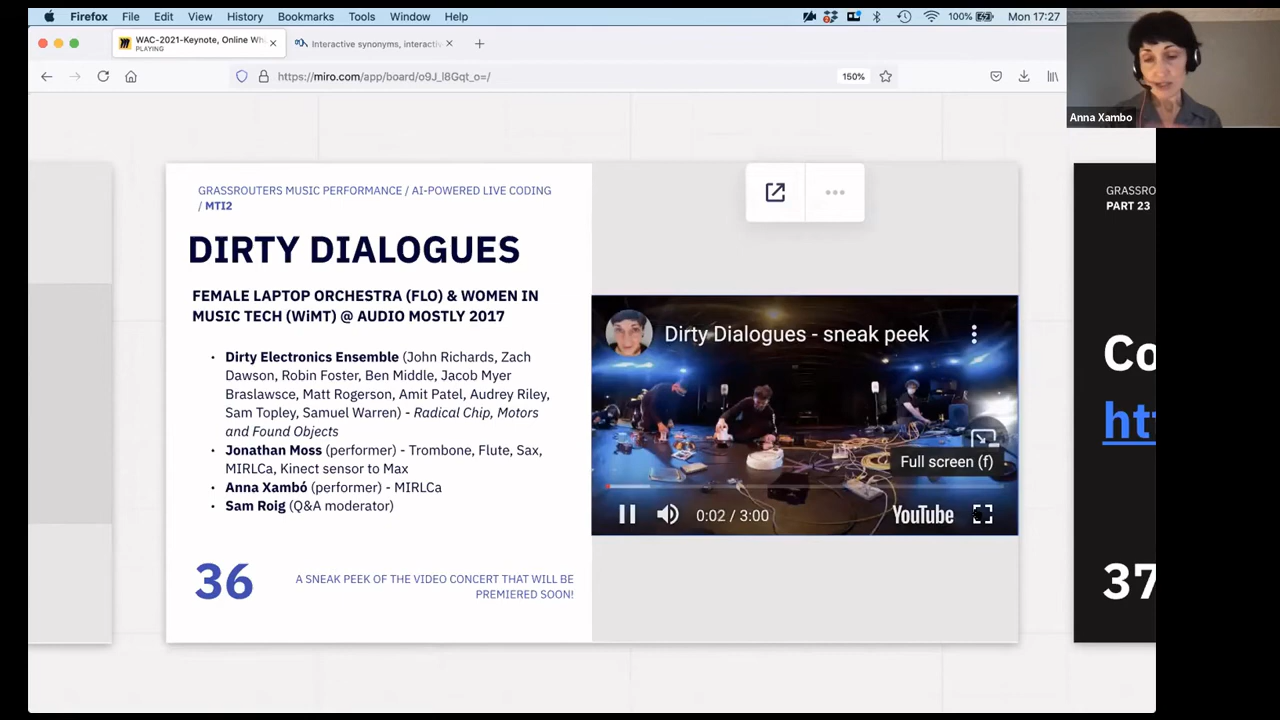 Firefox File Edit View History Bookmarks Tools Window Help 100% Mon 17:27
WAC-2021-Keynote, Online Wh
PLAYING
Interactive synonyms, interacti
https://miro.com/app/board/o9J_l8Gqt_o=/
150%
Anna Xambo
GRASSROUTERS MUSIC PERFORMANCE / AI-POWERED LIVE CODING
/ MTI2
DIRTY DIALOGUES
FEMALE LAPTOP ORCHESTRA (FLO) & WOMEN IN
MUSIC TECH (WiMT) @ AUDIO MOSTLY 2017
• Dirty Electronics Ensemble (John Richards, Zach
Dawson, Robin Foster, Ben Middle, Jacob Myer
Braslawsce, Matt Rogerson, Amit Patel, Audrey Riley,
Sam Topley, Samuel Warren) - Radical Chip, Motors
and Found Objects
• Jonathan Moss (performer) - Trombone, Flute, Sax,
MIRLCa, Kinect sensor to Max
• Anna Xambó (performer) - MIRLCa
• Sam Roig (Q&A moderator)
36
A SNEAK PEEK OF THE VIDEO CONCERT THAT WILL BE
PREMIERED SOON!
Dirty Dialogues - sneak peek
Full screen (f)
0:02 / 3:00
YouTube
GRASSRO
PART 23
Co
htt
37